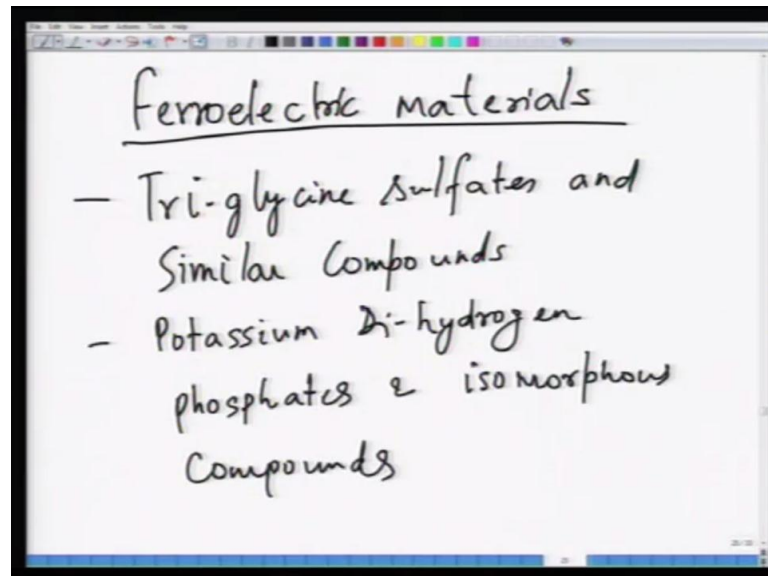 Ferroelectric materials
— Tri-glycine sulfates and
Similar Compounds
- Potassium Di-hydrogen
phosphates & isomorphous
Compounds